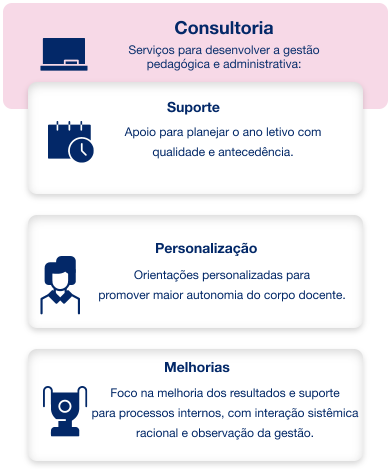 Consultoria
Serviços para desenvolver a gestão
pedagógica e administrativa:
Suporte
Apoio para planejar o ano letivo com
qualidade e antecedência.
Personalização
Orientações personalizadas para
promover maior autonomia do corpo docente.
Melhorias
Foco na melhoria dos resultados e suporte
para processos internos, com interação sistêmica
racional e observação da gestão.